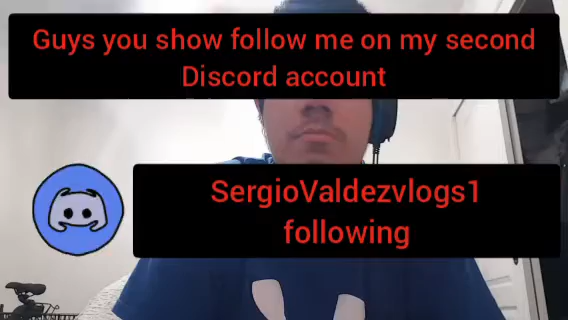 Guys you show follow me on my second
Discord account
SergioValdezvlogs1
following